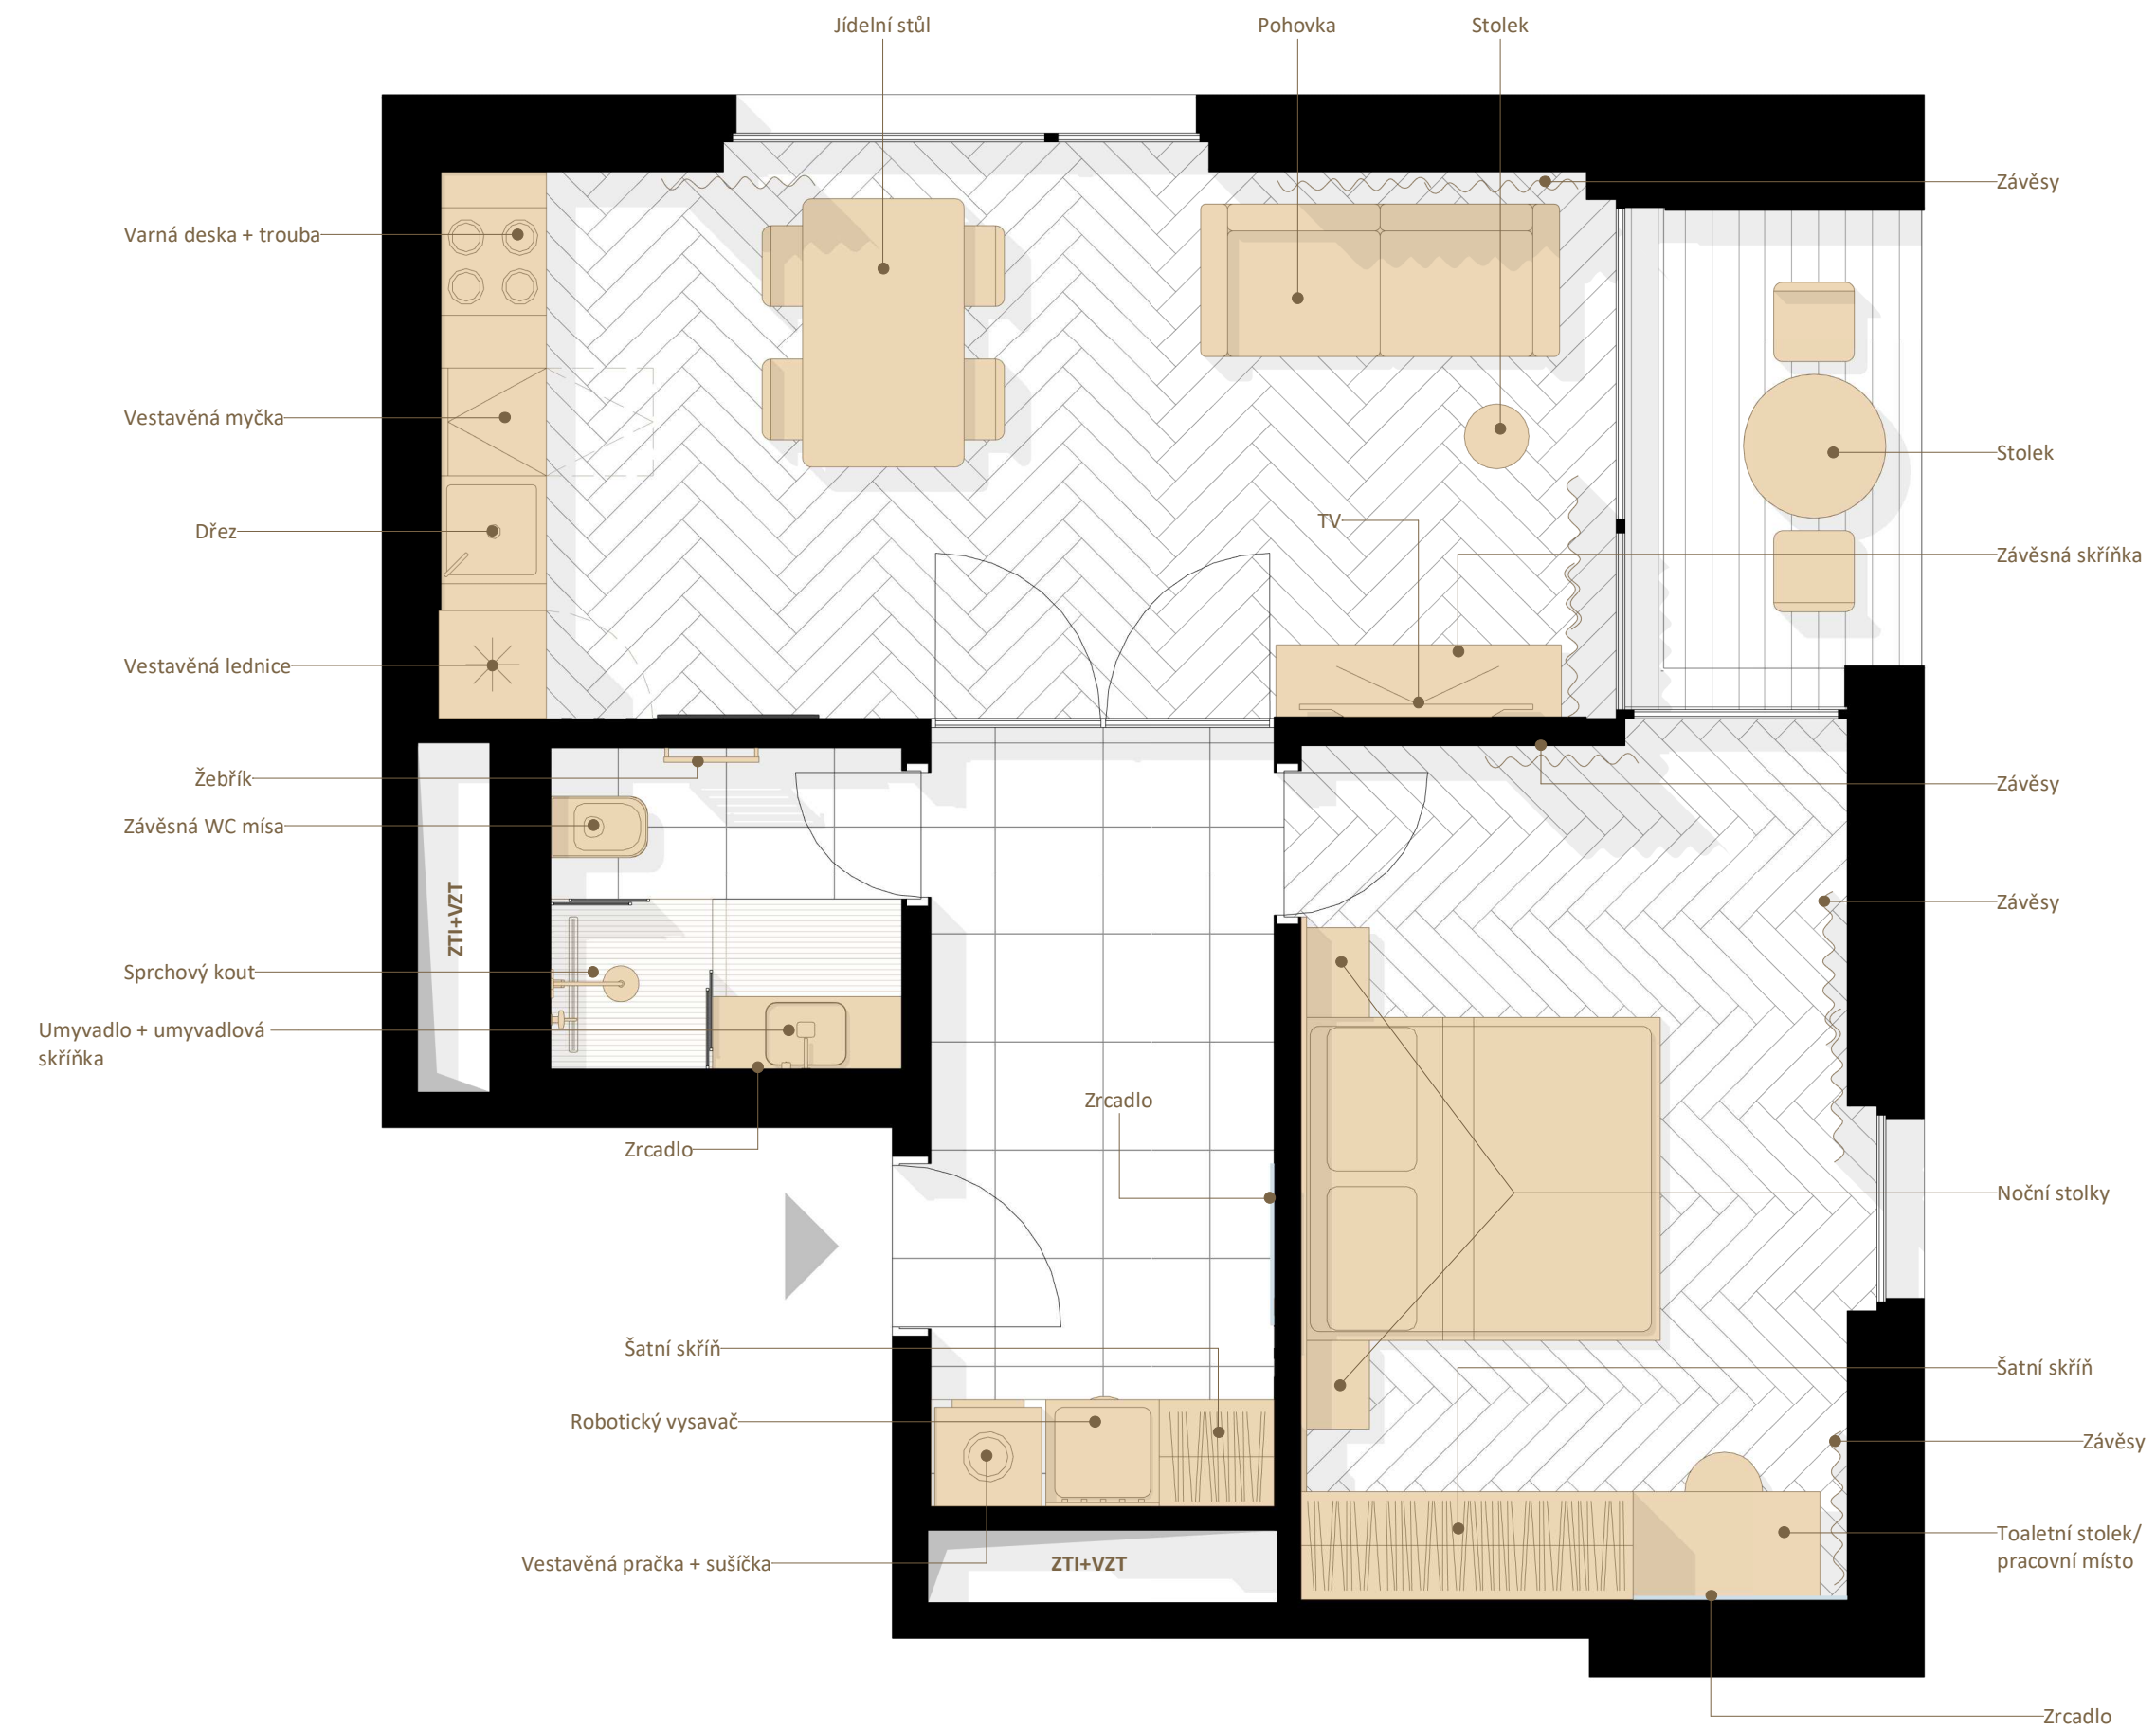 Jídelní stůl
Pohovka
Stolek
Závěsy
Varná deska + trouba
Vestavěná myčka
Stolek
Dřez
TV
Závěsná skříňka
Vestavěná lednice
Žebřík
Závěsy
Závěsná WC mísa
Závěsy
ZTI+VZT
Sprchový kout
Umyvadlo + umyvadlová
skříňka
Zrcadlo
Zrcadlo
Noční stolky
Šatní skříň
Šatní skříň
Robotický vysavač
Závěsy
Toaletní stolek/
pracovní místo
Vestavěná pračka + sušíčka
ZTI+VZT
Zrcadlo